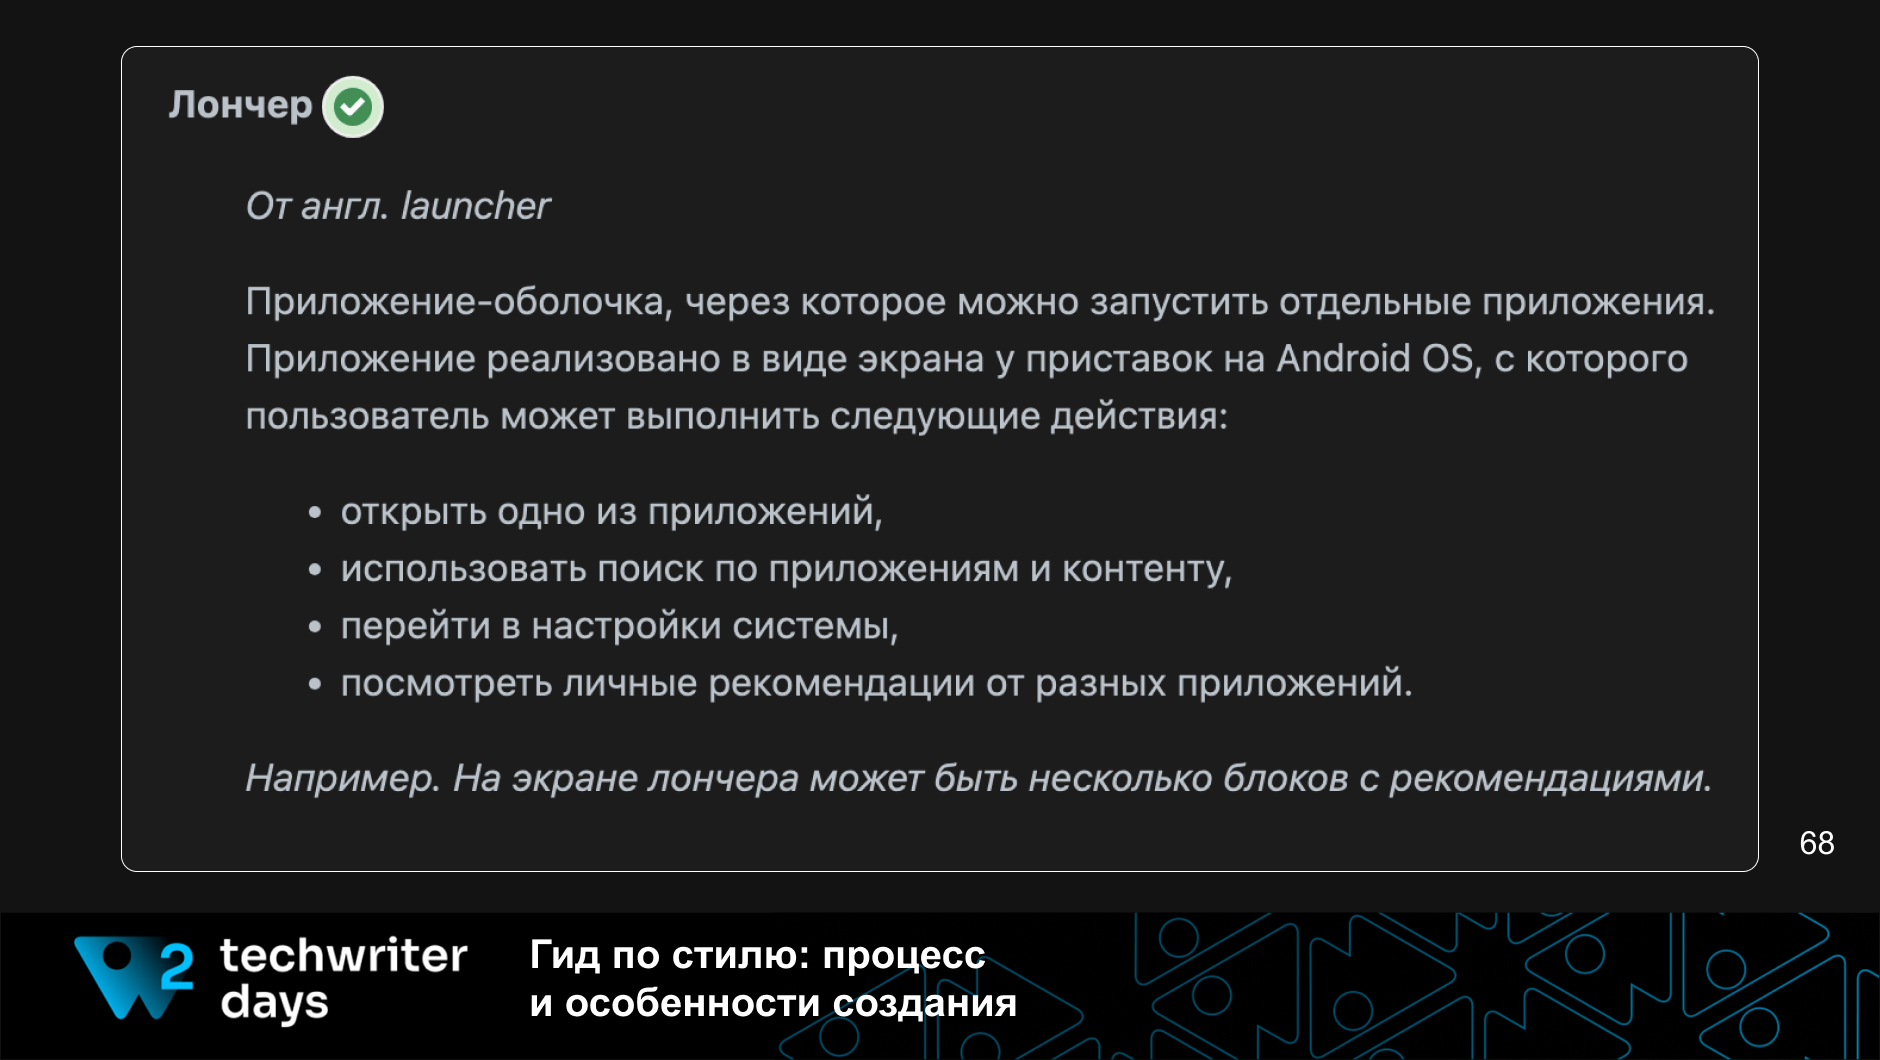 Лончер
От англ. launcher
Приложение-оболочка, через которое можно запустить отдельные приложения.
Приложение реализовано в виде экрана у приставок на Android OS, с которого
пользователь может выполнить следующие действия:
• открыть одно из приложений,
• использовать поиск по приложениям и контенту,
• перейти в настройки системы,
• посмотреть личные рекомендации от разных приложений.
Например. На экране лончера может быть несколько блоков с рекомендациями.
68
2
techwriter
days
Гид по стилю: процесс
и особенности создания